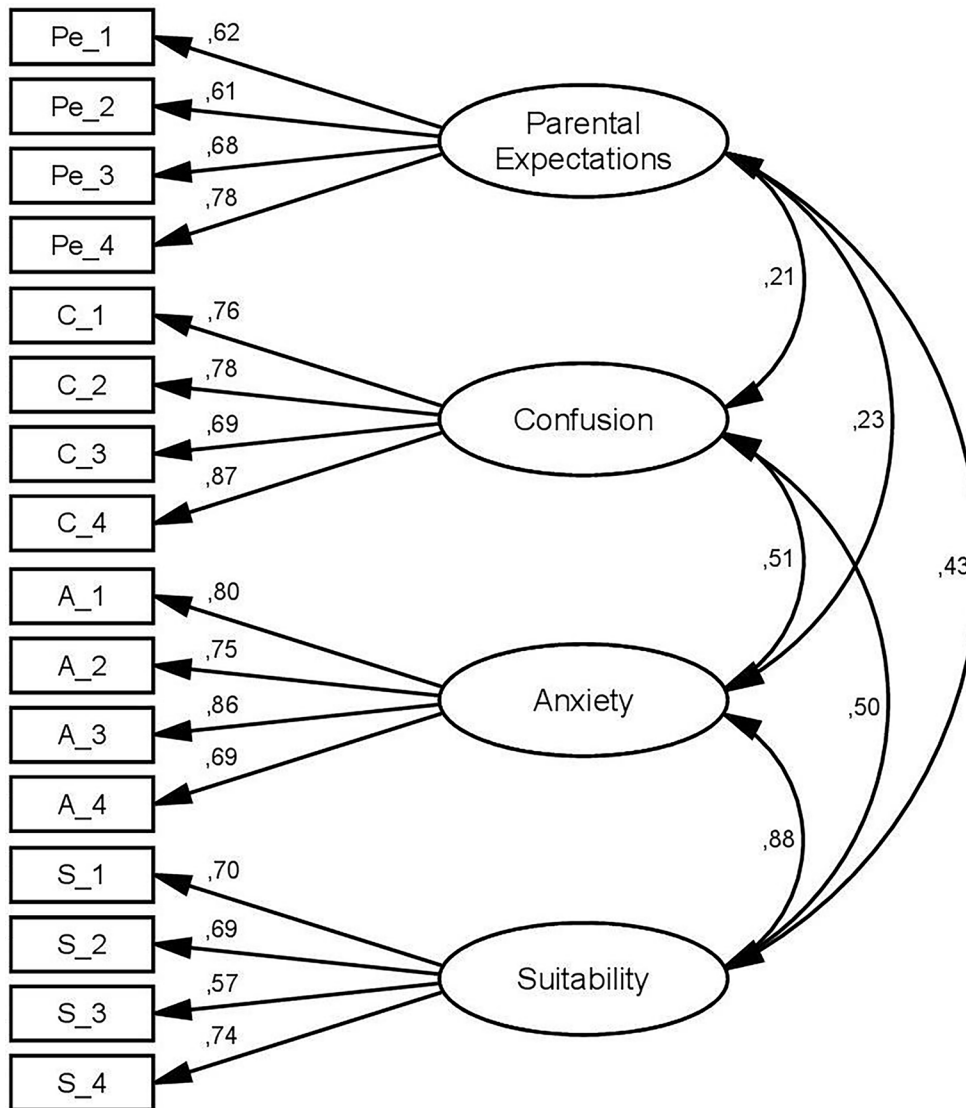 Pe_1
,62
Pe_2
,61
Pe_3
,68
Pe_4
,78
Parental
Expectations
C_1
,76
C_2
,78
C_3
,69
C_4
,87
Confusion
A_1
,80
A_2
,75
A_3
,86
A_4
,69
Anxiety
S_1
,70
S_2
,69
S_3
,57
S_4
,74
Suitability
,21
,23
,43
,51
,50
,88